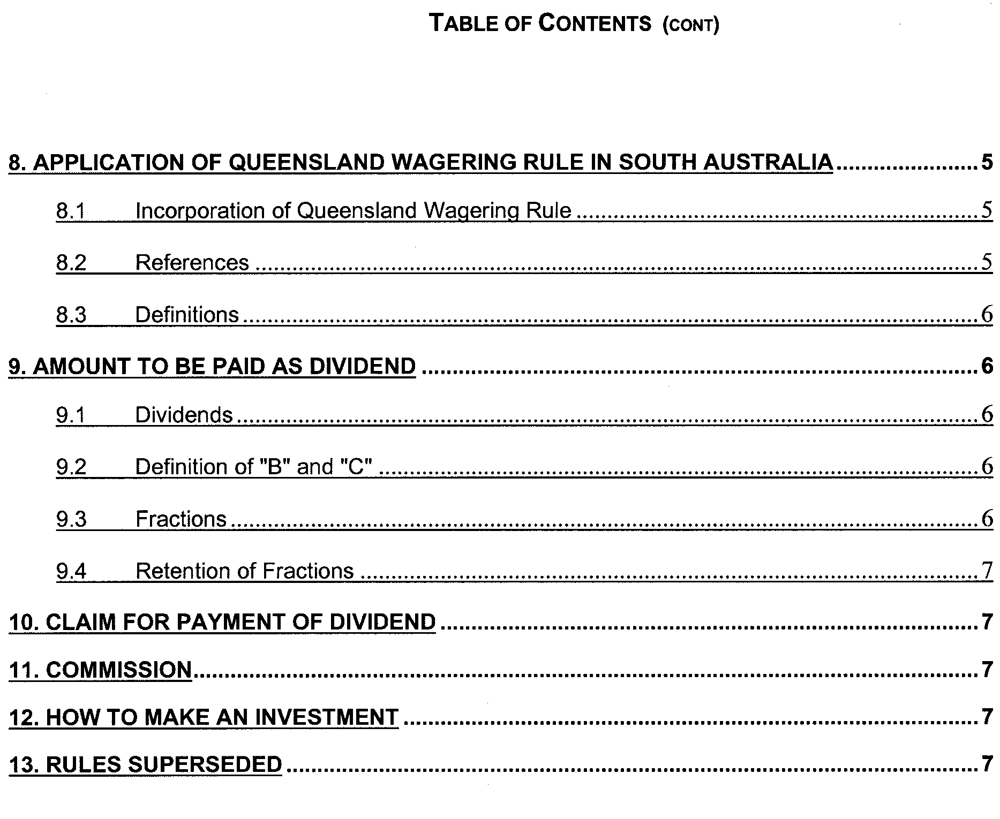 TABLE OF CONTENTS (CONT)
8. APPLICATION OF QUEENSLAND WAGERING RULE IN SOUTH AUSTRALIA ....................... 5
8.1 Incorporation of Queensland Wagering Rule ................................................................. 5
8.2 References ..................................................................................................................... 5
8.3 Definitions ....................................................................................................................... 6
9. AMOUNT TO BE PAID AS DIVIDEND .......................................................................................... 6
9.1 Dividends ........................................................................................................................ 6
9.2 Definition of "B" and "C" ................................................................................................. 6
9.3 Fractions ......................................................................................................................... 6
9.4 Retention of Fractions .................................................................................................... 7
10. CLAIM FOR PAYMENT OF DIVIDEND ....................................................................................... 7
11. COMMISSION ............................................................................................................................... 7
12. HOW TO MAKE AN INVESTMENT ............................................................................................. 7
13. RULES SUPERSEDED ................................................................................................................ 7